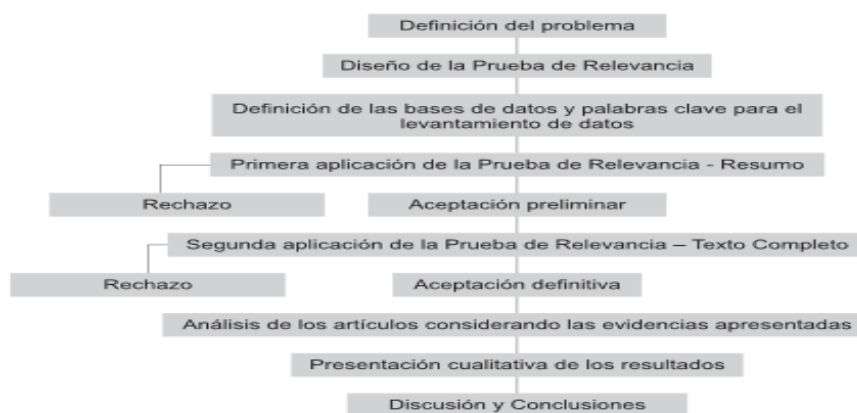 Definición del problema
Diseño de la Prueba de Relevancia
Definición de las bases de datos y palabras clave para el
levantamiento de datos
Primera aplicación de la Prueba de Relevancia - Resumo
Rechazo
Aceptación preliminar
Segunda aplicación de la Prueba de Relevancia – Texto Completo
Rechazo
Aceptación definitiva
Análisis de los artículos considerando las evidencias apresentadas
Presentación cualitativa de los resultados
Discusión y Conclusiones